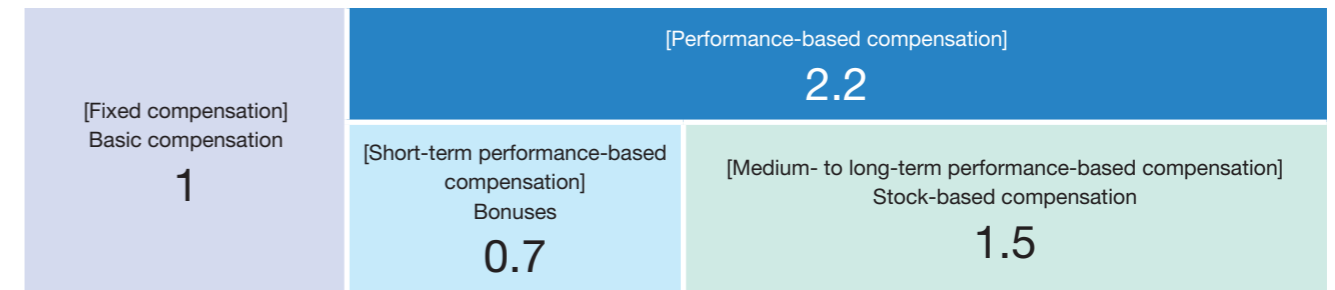 [Fixed compensation]
Basic compensation
1
[Performance-based compensation]
2.2
[Short-term performance-based
compensation]
Bonuses
0.7
[Medium- to long-term performance-based compensation]
Stock-based compensation
1.5